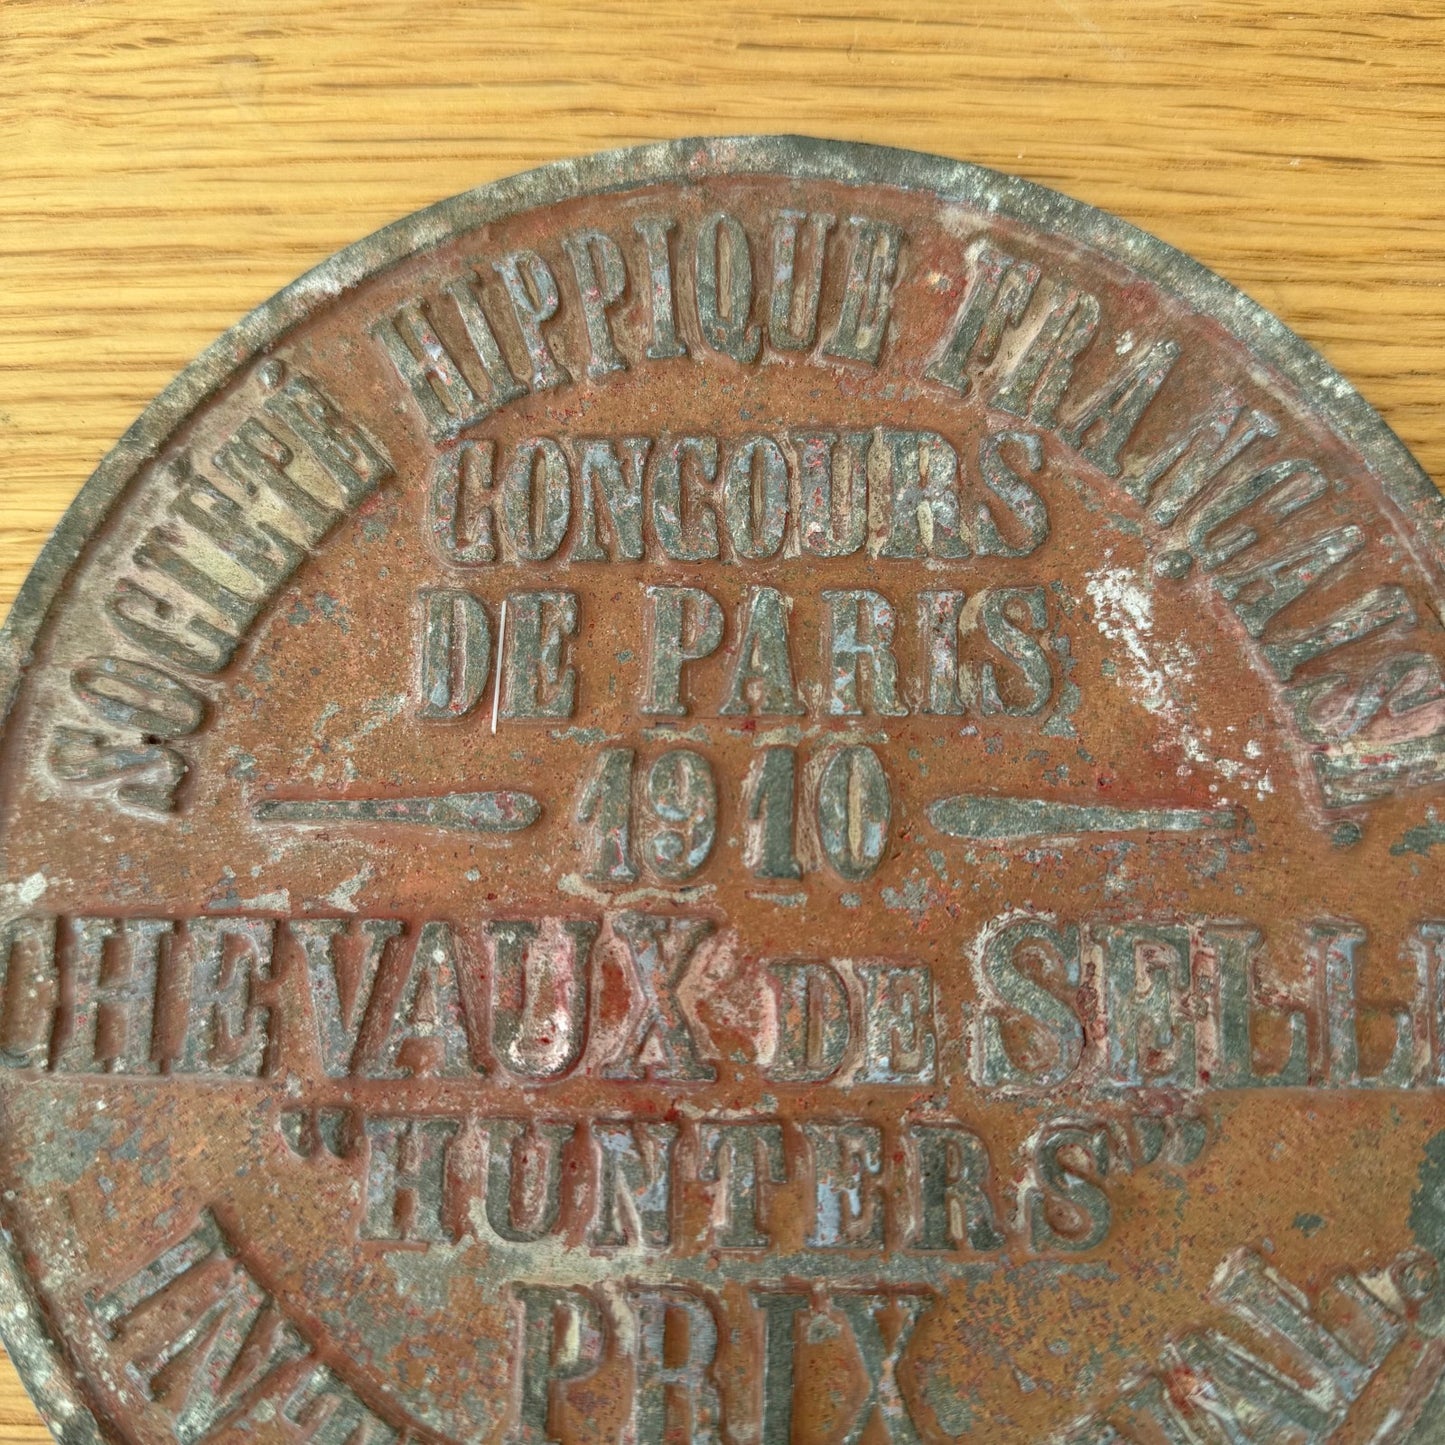 SOCIÉTÉ HIPPIQUE FRANÇAISE
CONCOURS
DE PARIS
1910
CHEVAUX DE SELLE
"HUNTERS"
PRIX